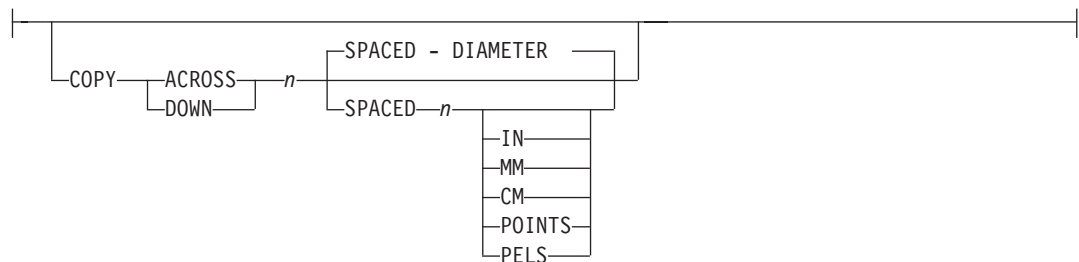 SPACED - DIAMETER
COPY ACROSS n
DOWN SPACED n
IN
MM
CM
POINTS
PELS